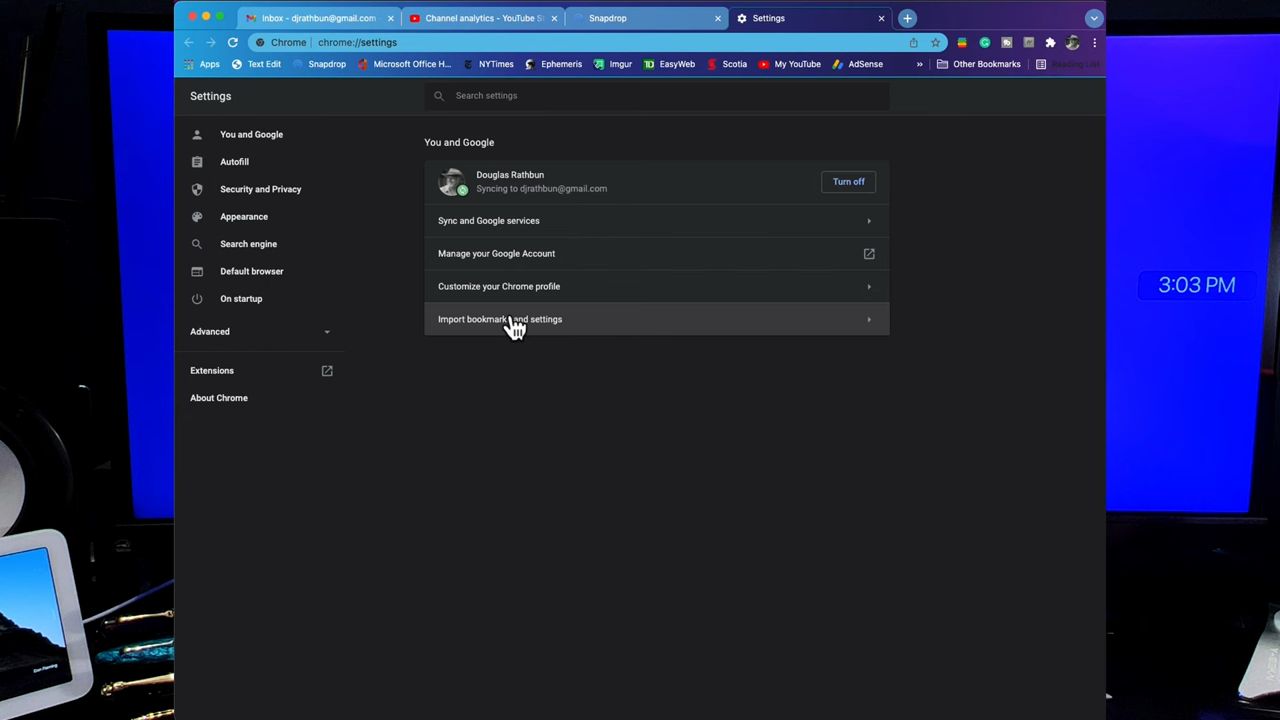 Inbox - djrathbun@gmail.com
Channel analytics - YouTube S
Snapdrop
Settings
Chrome
chrome://settings
Apps
Text Edit
Snapdrop
Microsoft Office H...
NYTimes
Ephemeris
Imgur
EasyWeb
Scotia
My YouTube
AdSense
»
Other Bookmarks
Reading List
Settings
Search settings
You and Google
Autofill
Security and Privacy
Appearance
Search engine
Default browser
On startup
Advanced
Extensions
About Chrome
You and Google
Douglas Rathbun
Syncing to djrathbun@gmail.com
Turn off
Sync and Google services
Manage your Google Account
Customize your Chrome profile
Import bookmarks and settings
3:03 PM